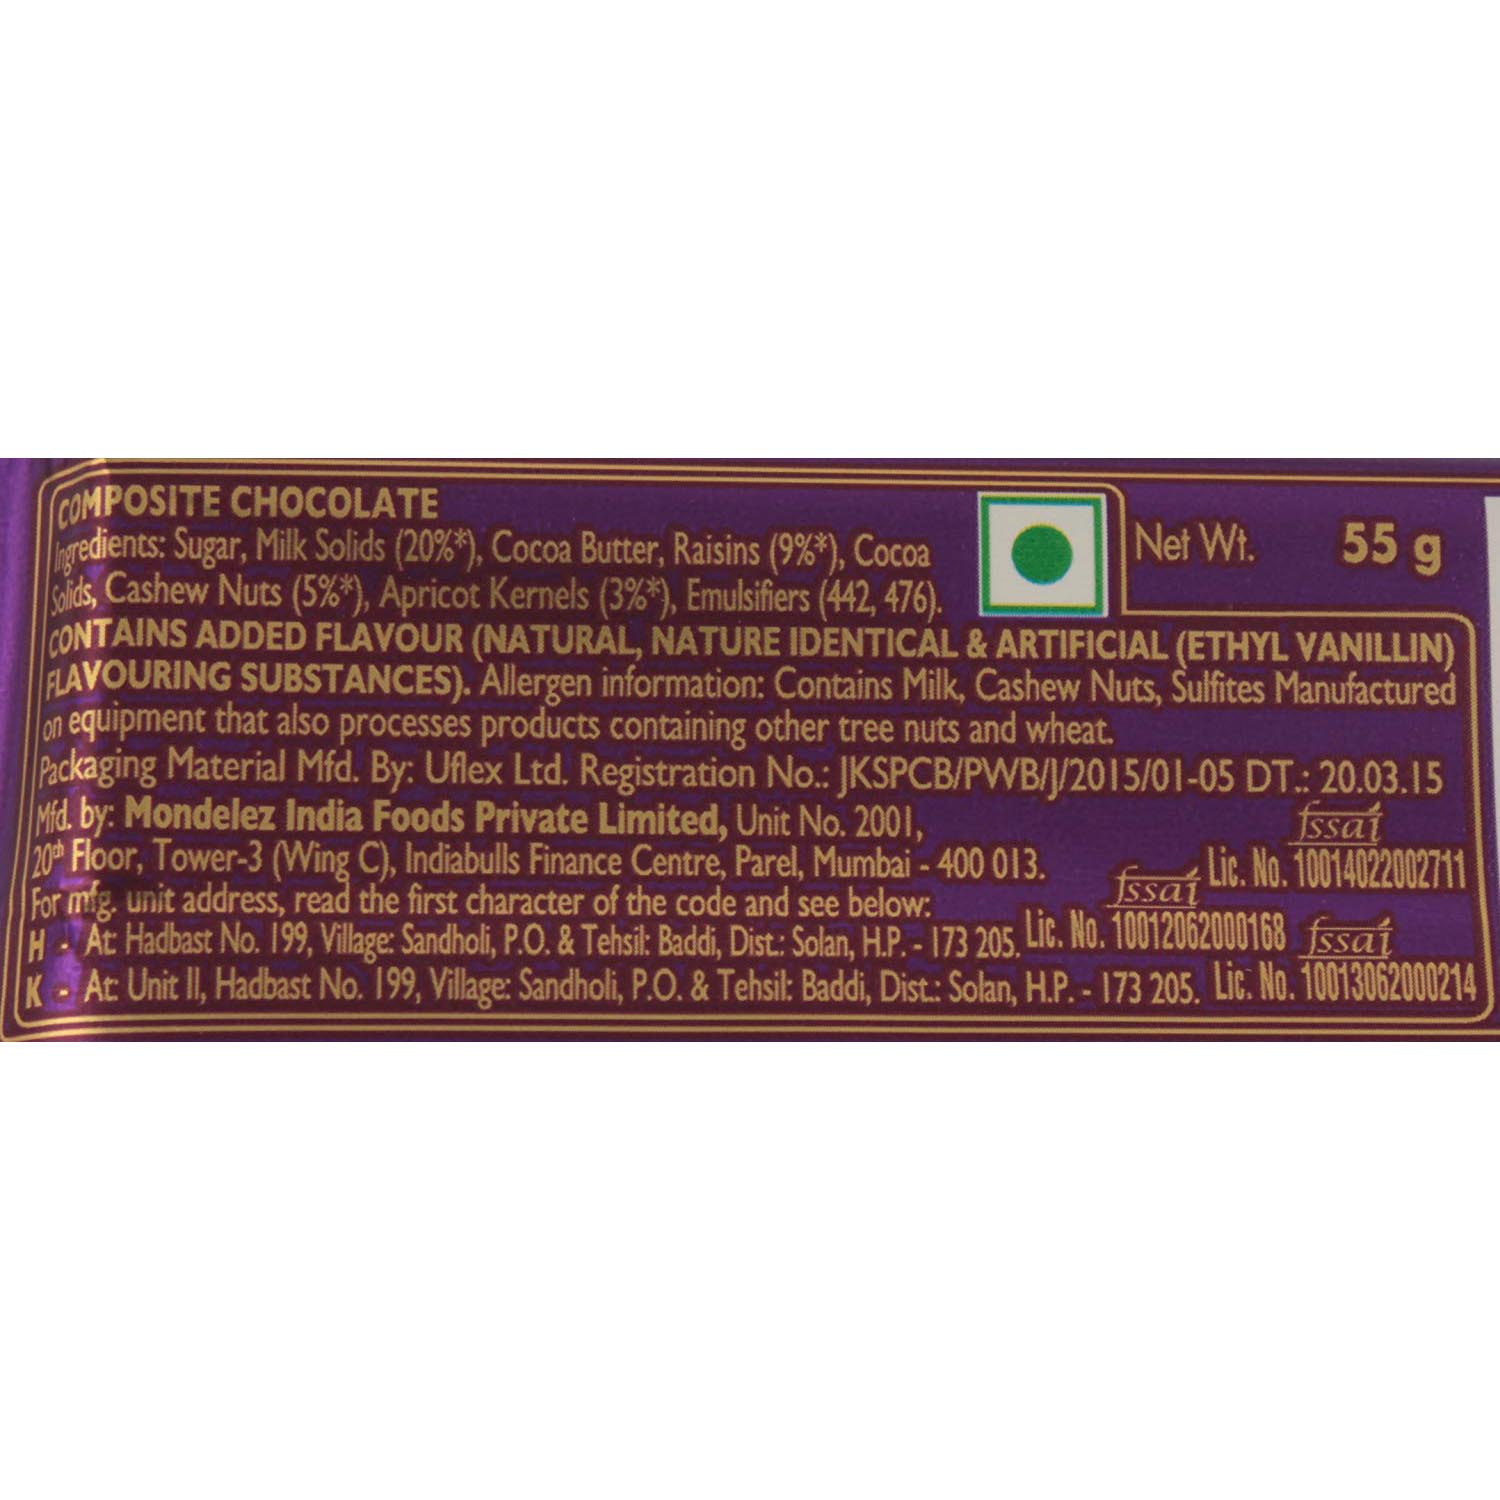 COMPOSITE CHOCOLATE
Ingredients: Sugar, Milk Solids (20%*), Cocoa Butter, Raisins (9%*), Cocoa
Solids, Cashew Nuts (5%*), Apricot Kernels (3%*), Emulsifiers (442, 476).
Net Wt. 55 g
CONTAINS ADDED FLAVOUR (NATURAL, NATURE IDENTICAL & ARTIFICIAL (ETHYL VANILLIN)
FLAVOURING SUBSTANCES). Allergen information: Contains Milk, Cashew Nuts, Sulfites Manufactured
on equipment that also processes products containing other tree nuts and wheat.
Packaging Material Mfd. By: Uflex Ltd. Registration No.: JKSPCB/PWB/J/2015/01-05 DT.: 20.03.15
Mfd. by: Mondelez India Foods Private Limited, Unit No. 2001,
20th Floor, Tower-3 (Wing C), Indiabulls Finance Centre, Parel, Mumbai - 400 013.
fssai
Lic. No. 10014022002711
For mfg. unit address, read the first character of the code and see below:
H - At: Hadbast No. 199, Village: Sandholi, P.O. & Tehsil: Baddi, Dist.: Solan, H.P. - 173 205.
fssai
Lic. No. 10012062000168
K - At: Unit II, Hadbast No. 199, Village: Sandholi, P.O. & Tehsil: Baddi, Dist.: Solan, H.P. - 173 205.
fssai
Lic. No. 10013062000214